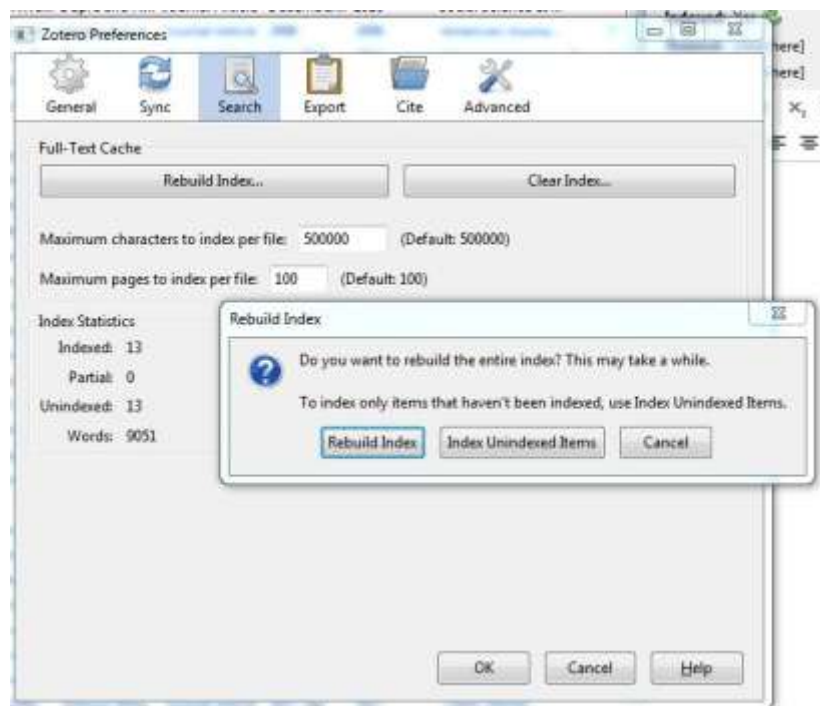 Zotero Preferences
General Sync Search Export Cite Advanced
Full-Text Cache
Rebuild Index... Clear Index...
Maximum characters to index per file: 500000 (Default: 500000)
Maximum pages to index per file: 100 (Default: 100)
Index Statistics
Indexed: 13
Partial: 0
Unindexed: 13
Words: 9051
Rebuild Index
Do you want to rebuild the entire index? This may take a while.
To index only items that haven't been indexed, use Index Unindexed Items.
Rebuild Index Index Unindexed Items Cancel
OK Cancel Help
here]
here]